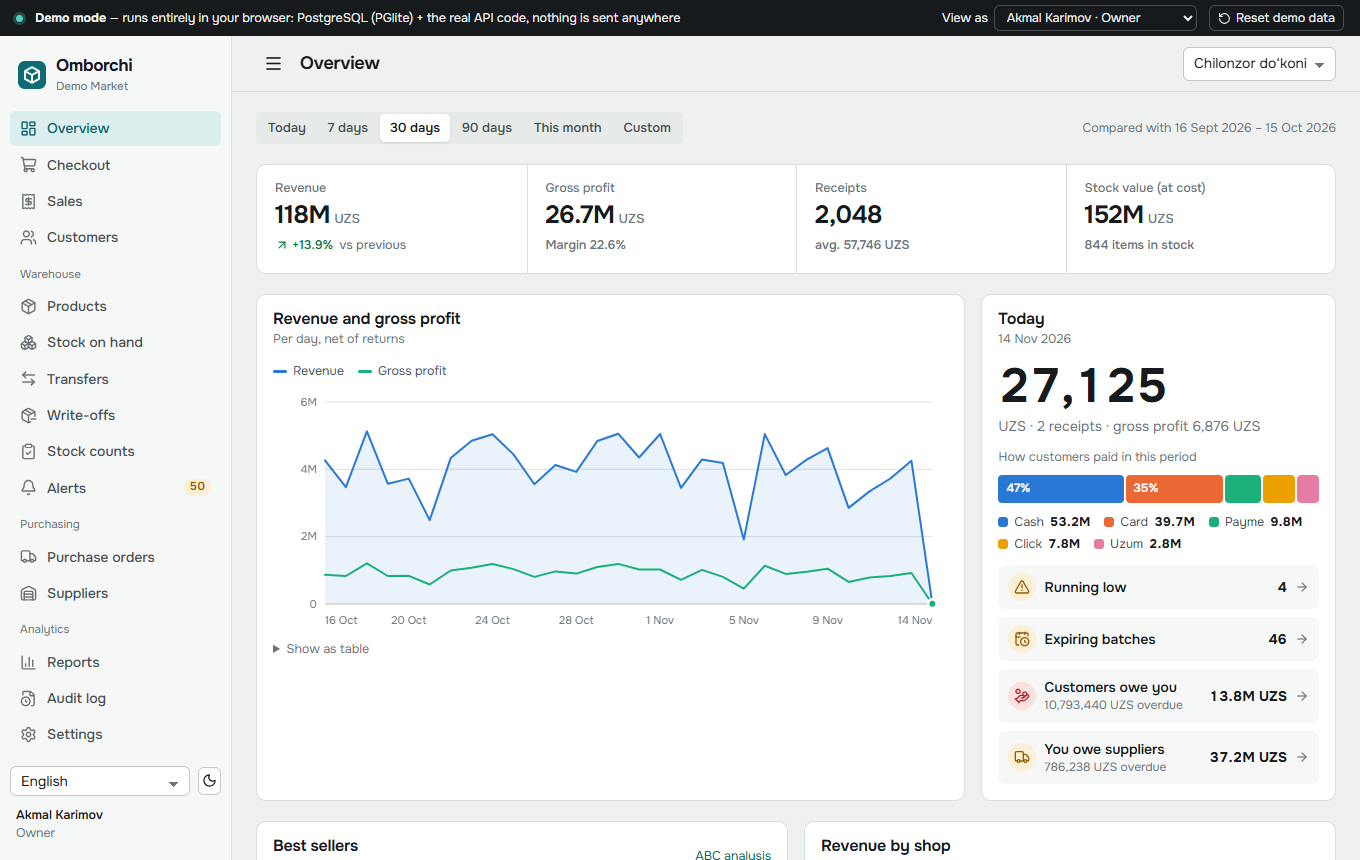 Demo mode – runs entirely in your browser: PostgreSQL (PGlite) + the real API code, nothing is sent anywhere
View as
Akmal Karimov · Owner
Reset demo data
Omborchi
Demo Market
Overview
Checkout
Sales
Customers
Warehouse
Products
Stock on hand
Transfers
Write-offs
Stock counts
Alerts 50
Purchasing
Purchase orders
Suppliers
Analytics
Reports
Audit log
Settings
English
Akmal Karimov
Owner
Overview
Chilonzor doʻkoni
Today 7 days 30 days 90 days This month Custom
Compared with 16 Sept 2026 – 15 Oct 2026
Revenue
118M UZS
+13.9% vs previous
Gross profit
26.7M UZS
Margin 22.6%
Receipts
2,048
avg. 57,746 UZS
Stock value (at cost)
152M UZS
844 items in stock
Revenue and gross profit
Per day, net of returns
Revenue Gross profit
6M
4M
2M
0
16 Oct 20 Oct 24 Oct 28 Oct 1 Nov 5 Nov 9 Nov 14 Nov
Show as table
Today
14 Nov 2026
27,125
UZS · 2 receipts · gross profit 6,876 UZS
How customers paid in this period
47% 35%
Cash 53.2M Card 39.7M Payme 9.8M
Click 7.8M Uzum 2.8M
Running low 4
Expiring batches 46
Customers owe you
10,793,440 UZS overdue
13.8M UZS
You owe suppliers
786,238 UZS overdue
37.2M UZS
Best sellers
ABC analysis
Revenue by shop